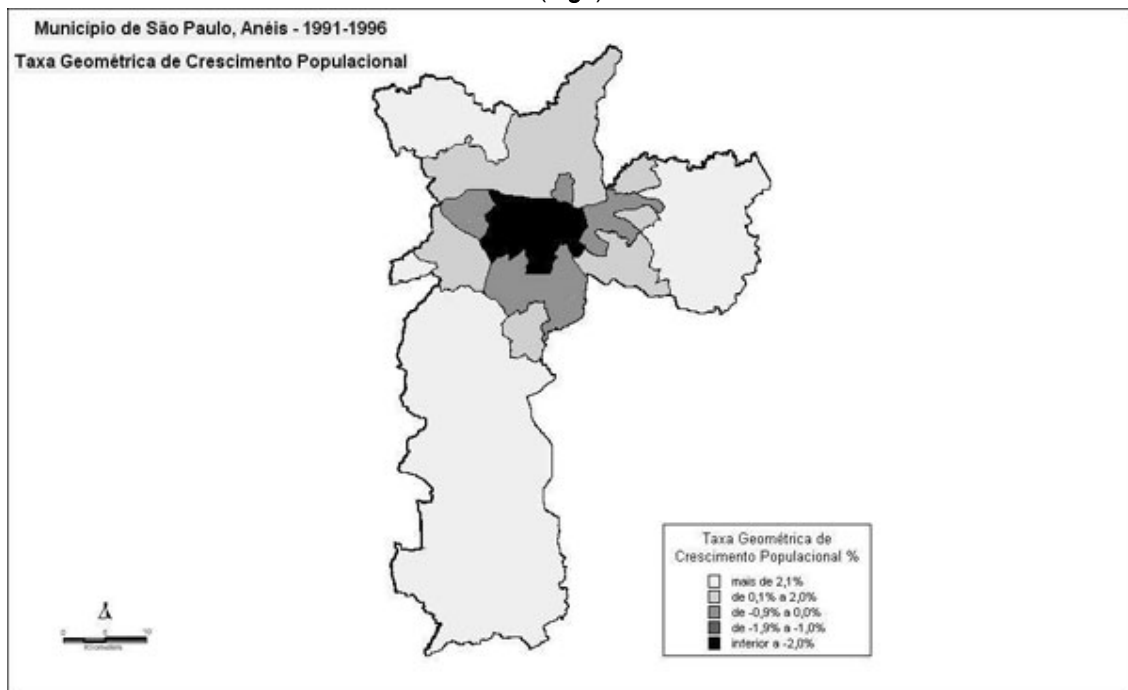 Município de São Paulo, Anéis - 1991-1996
Taxa Geométrica de Crescimento Populacional
Taxa Geométrica de
Crescimento Populacional %
mais de 2,1%
de 0,1% a 2,0%
de -0,9% a 0,0%
de -1,9% a -1,0%
inferior a -2,0%
0
10